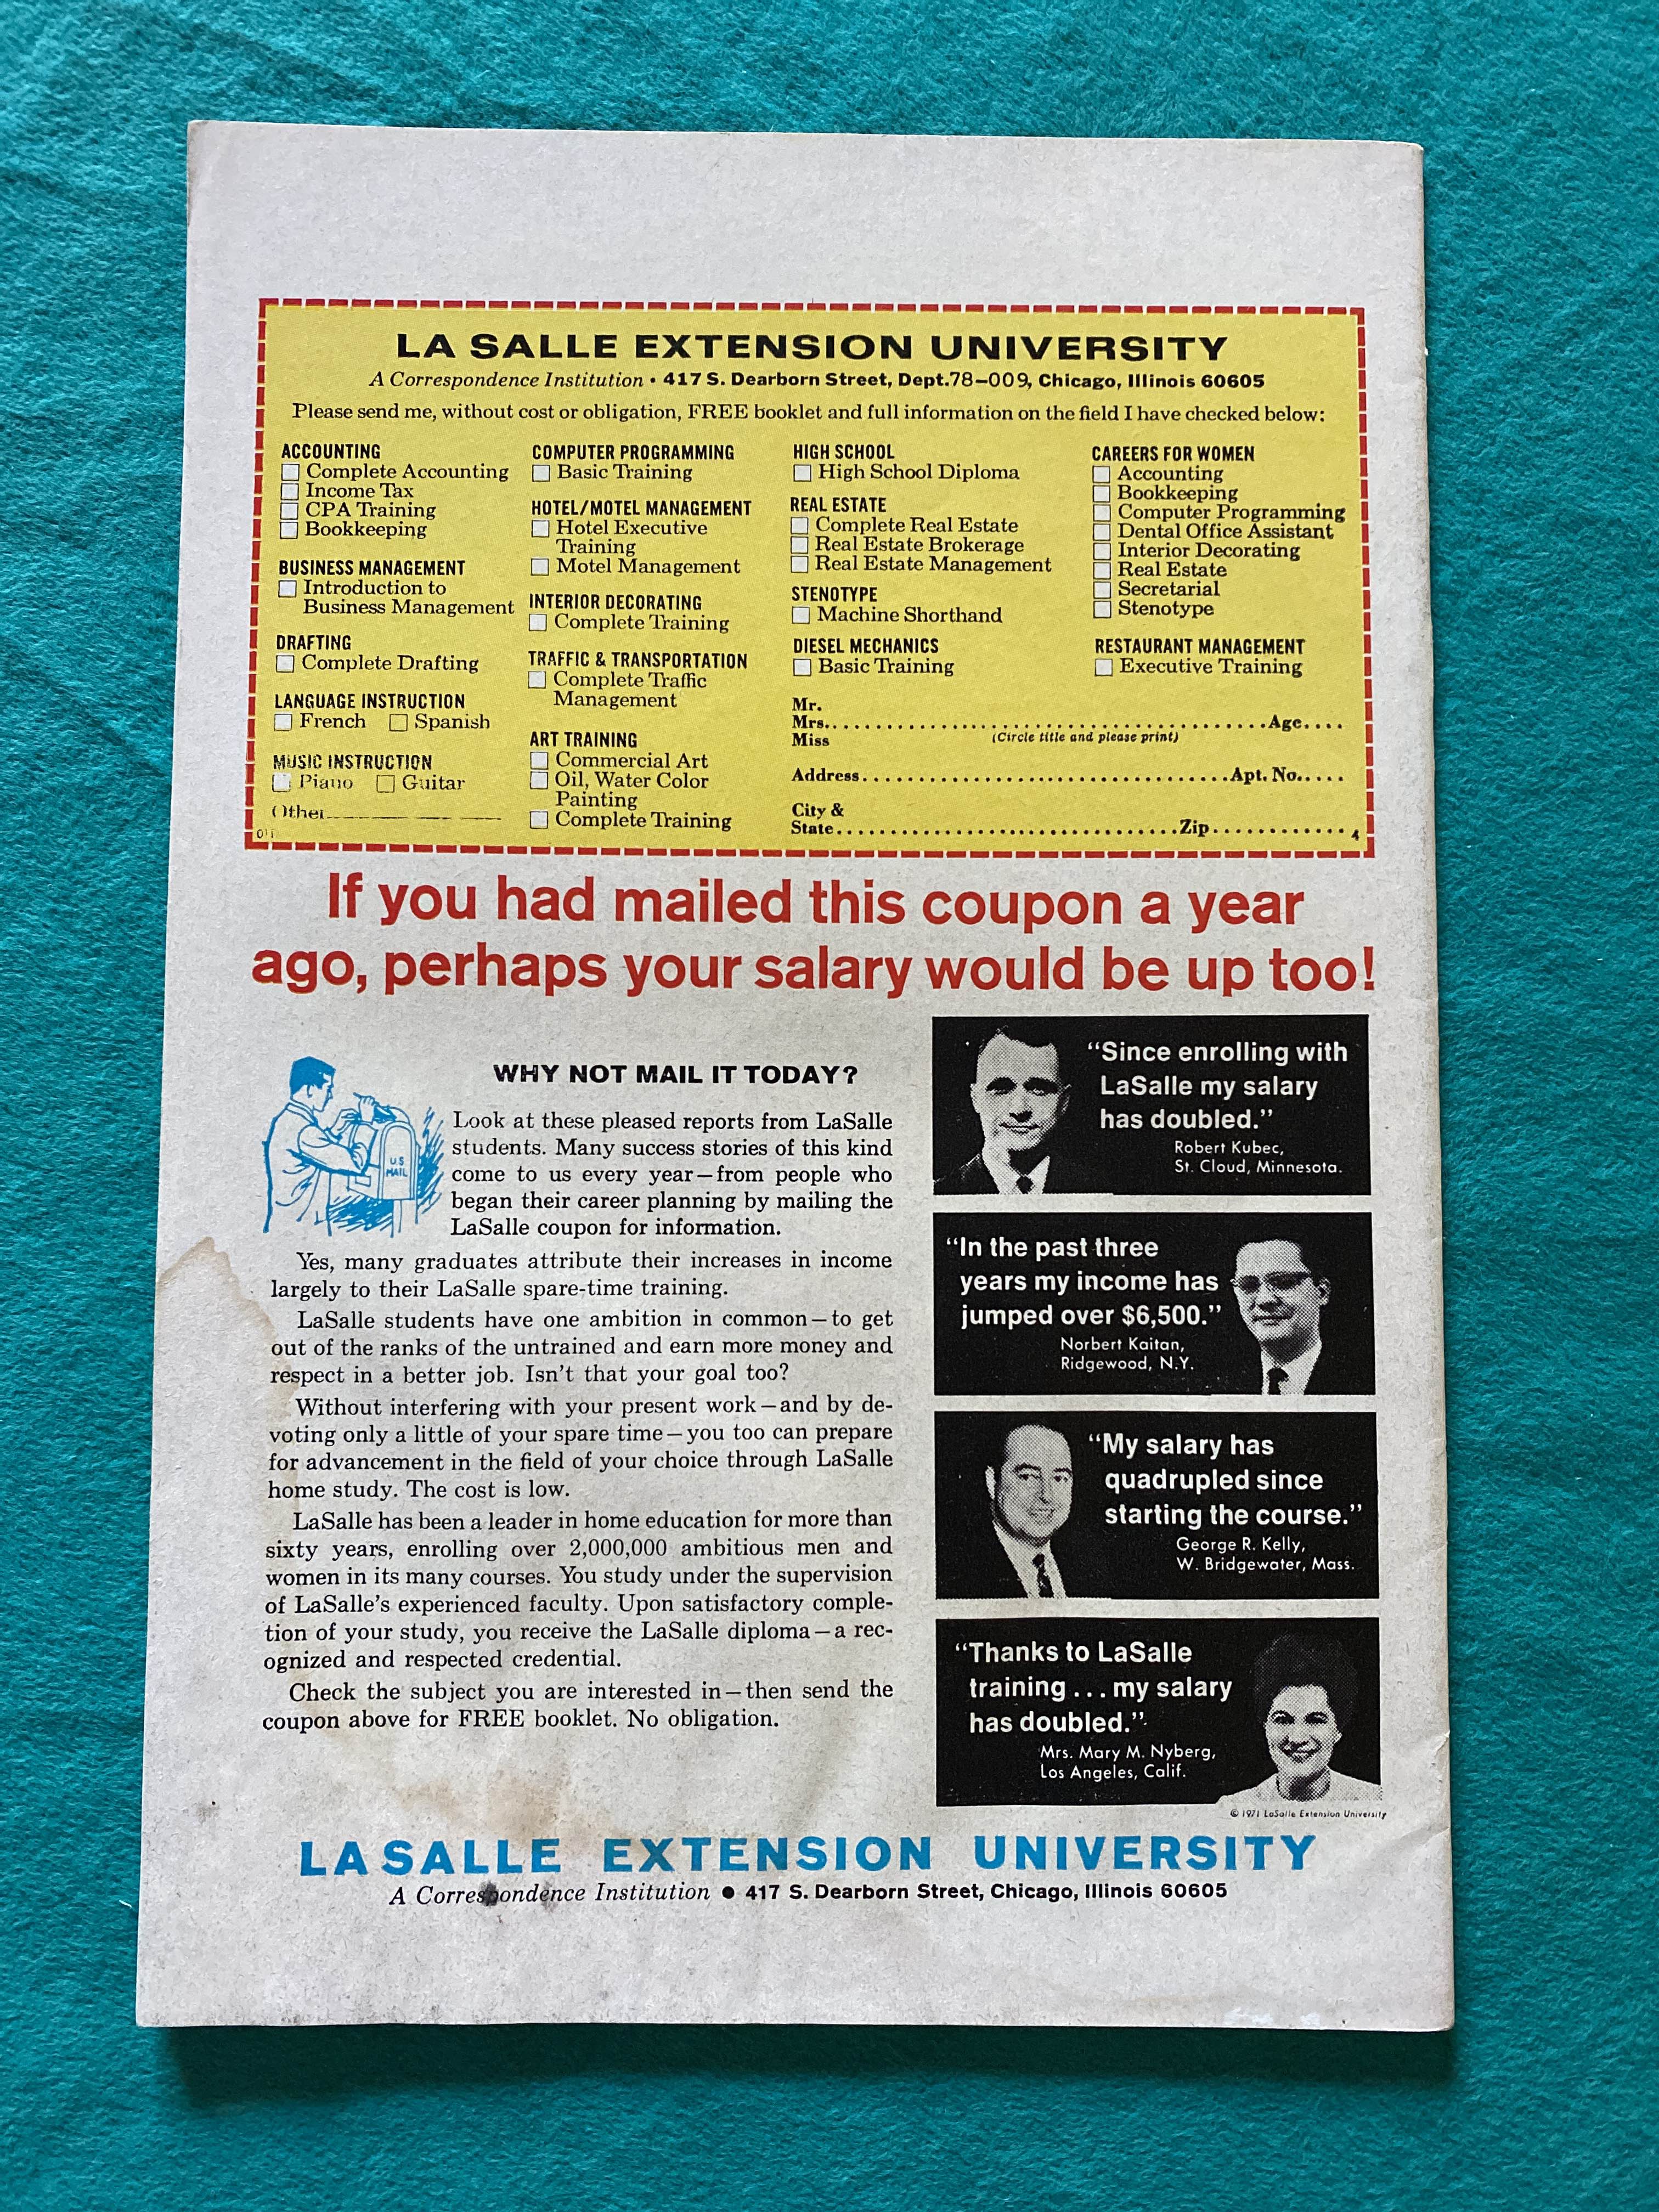 LA SALLE EXTENSION UNIVERSITY
A Correspondence Institution • 417 S. Dearborn Street, Dept.78-009, Chicago, Illinois 60605
Please send me, without cost or obligation, FREE booklet and full information on the field I have checked below:
ACCOUNTING
Complete Accounting
Income Tax
CPA Training
Bookkeeping
BUSINESS MANAGEMENT
Introduction to
Business Management
DRAFTING
Complete Drafting
LANGUAGE INSTRUCTION
French Spanish
MUSIC INSTRUCTION
Piano Guitar
Other
COMPUTER PROGRAMMING
Basic Training
HOTEL/MOTEL MANAGEMENT
Hotel Executive
Training
Motel Management
INTERIOR DECORATING
Complete Training
TRAFFIC & TRANSPORTATION
Complete Traffic
Management
ART TRAINING
Commercial Art
Oil, Water Color
Painting
Complete Training
HIGH SCHOOL
High School Diploma
REAL ESTATE
Complete Real Estate
Real Estate Brokerage
Real Estate Management
STENOTYPE
Machine Shorthand
DIESEL MECHANICS
Basic Training
CAREERS FOR WOMEN
Accounting
Bookkeeping
Computer Programming
Dental Office Assistant
Interior Decorating
Real Estate
Secretarial
Stenotype
RESTAURANT MANAGEMENT
Executive Training
Mr.
Mrs. Age
Miss (Circle title and please print)
Address Apt. No.
City &
State Zip 4
If you had mailed this coupon a year
ago, perhaps your salary would be up too!
WHY NOT MAIL IT TODAY?
U.S
MAIL
Look at these pleased reports from LaSalle
students. Many success stories of this kind
come to us every year—from people who
began their career planning by mailing the
LaSalle coupon for information.
Yes, many graduates attribute their increases in income
largely to their LaSalle spare-time training.
LaSalle students have one ambition in common—to get
out of the ranks of the untrained and earn more money and
respect in a better job. Isn't that your goal too?
Without interfering with your present work—and by de-
voting only a little of your spare time—you too can prepare
for advancement in the field of your choice through LaSalle
home study. The cost is low.
LaSalle has been a leader in home education for more than
sixty years, enrolling over 2,000,000 ambitious men and
women in its many courses. You study under the supervision
of LaSalle's experienced faculty. Upon satisfactory comple-
tion of your study, you receive the LaSalle diploma—a rec-
ognized and respected credential.
Check the subject you are interested in—then send the
coupon above for FREE booklet. No obligation.
"Since enrolling with
LaSalle my salary
has doubled."
Robert Kubec,
St. Cloud, Minnesota.
"In the past three
years my income has
jumped over $6,500."
Norbert Kaitan,
Ridgewood, N.Y.
"My salary has
quadrupled since
starting the course."
George R. Kelly,
W. Bridgewater, Mass.
"Thanks to LaSalle
training ... my salary
has doubled."
Mrs. Mary M. Nyberg,
Los Angeles, Calif.
© 1971 LaSalle Extension University
LA SALLE EXTENSION UNIVERSITY
A Correspondence Institution • 417 S. Dearborn Street, Chicago, Illinois 60605